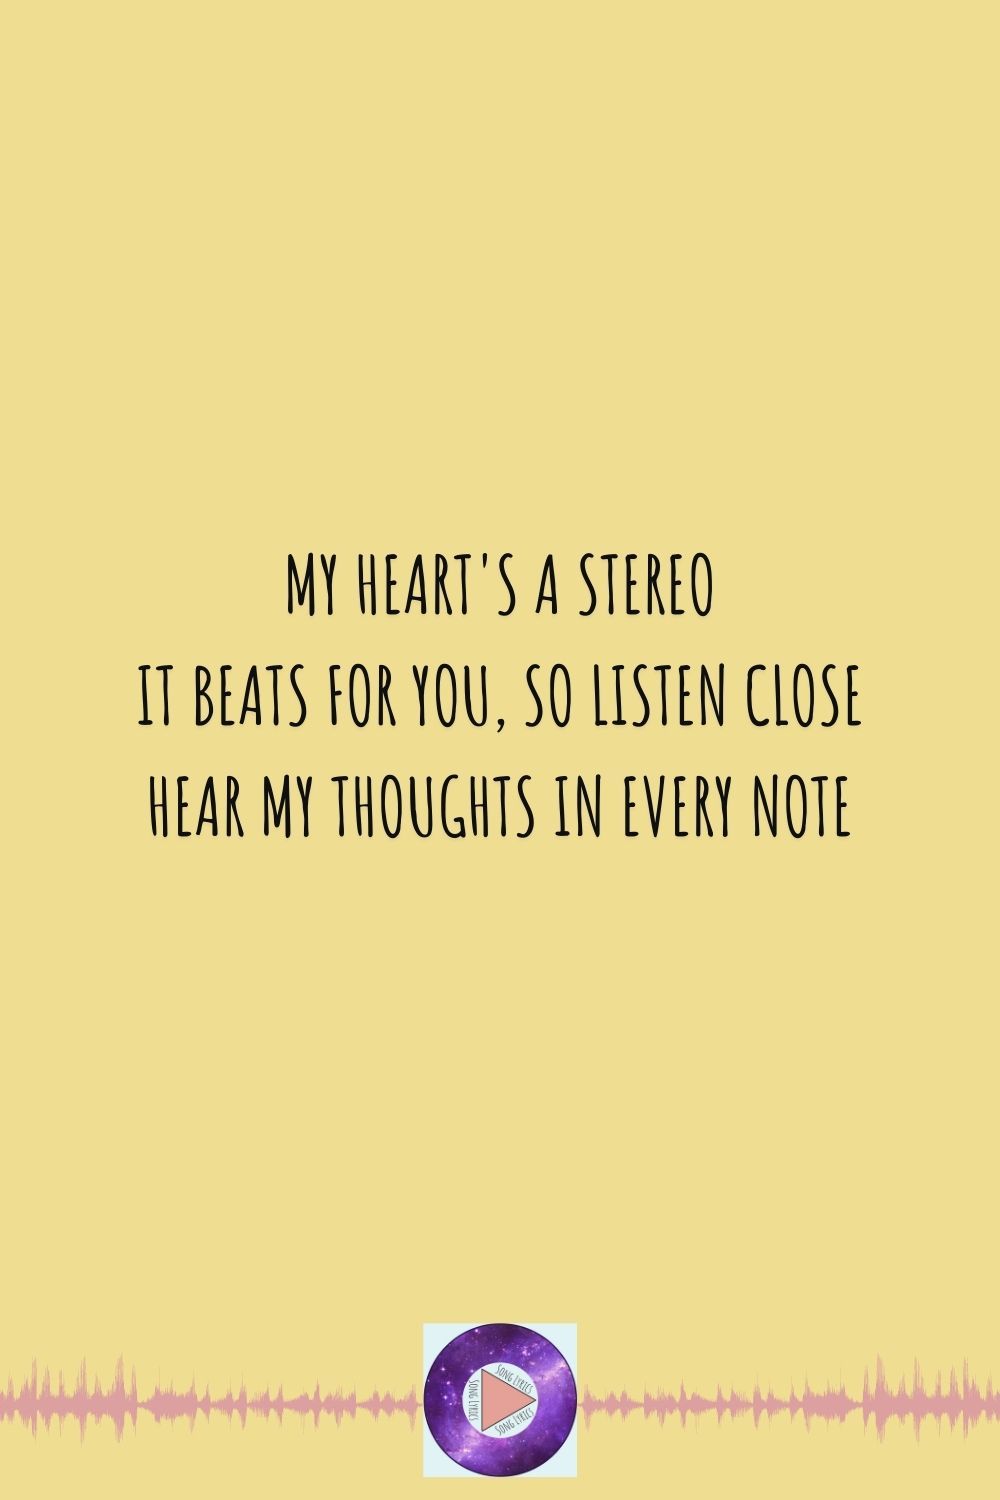 MY HEART'S A STEREO
IT BEATS FOR YOU, SO LISTEN CLOSE
HEAR MY THOUGHTS IN EVERY NOTE
SONG LYRICS
SONG LYRICS
SONG LYRICS